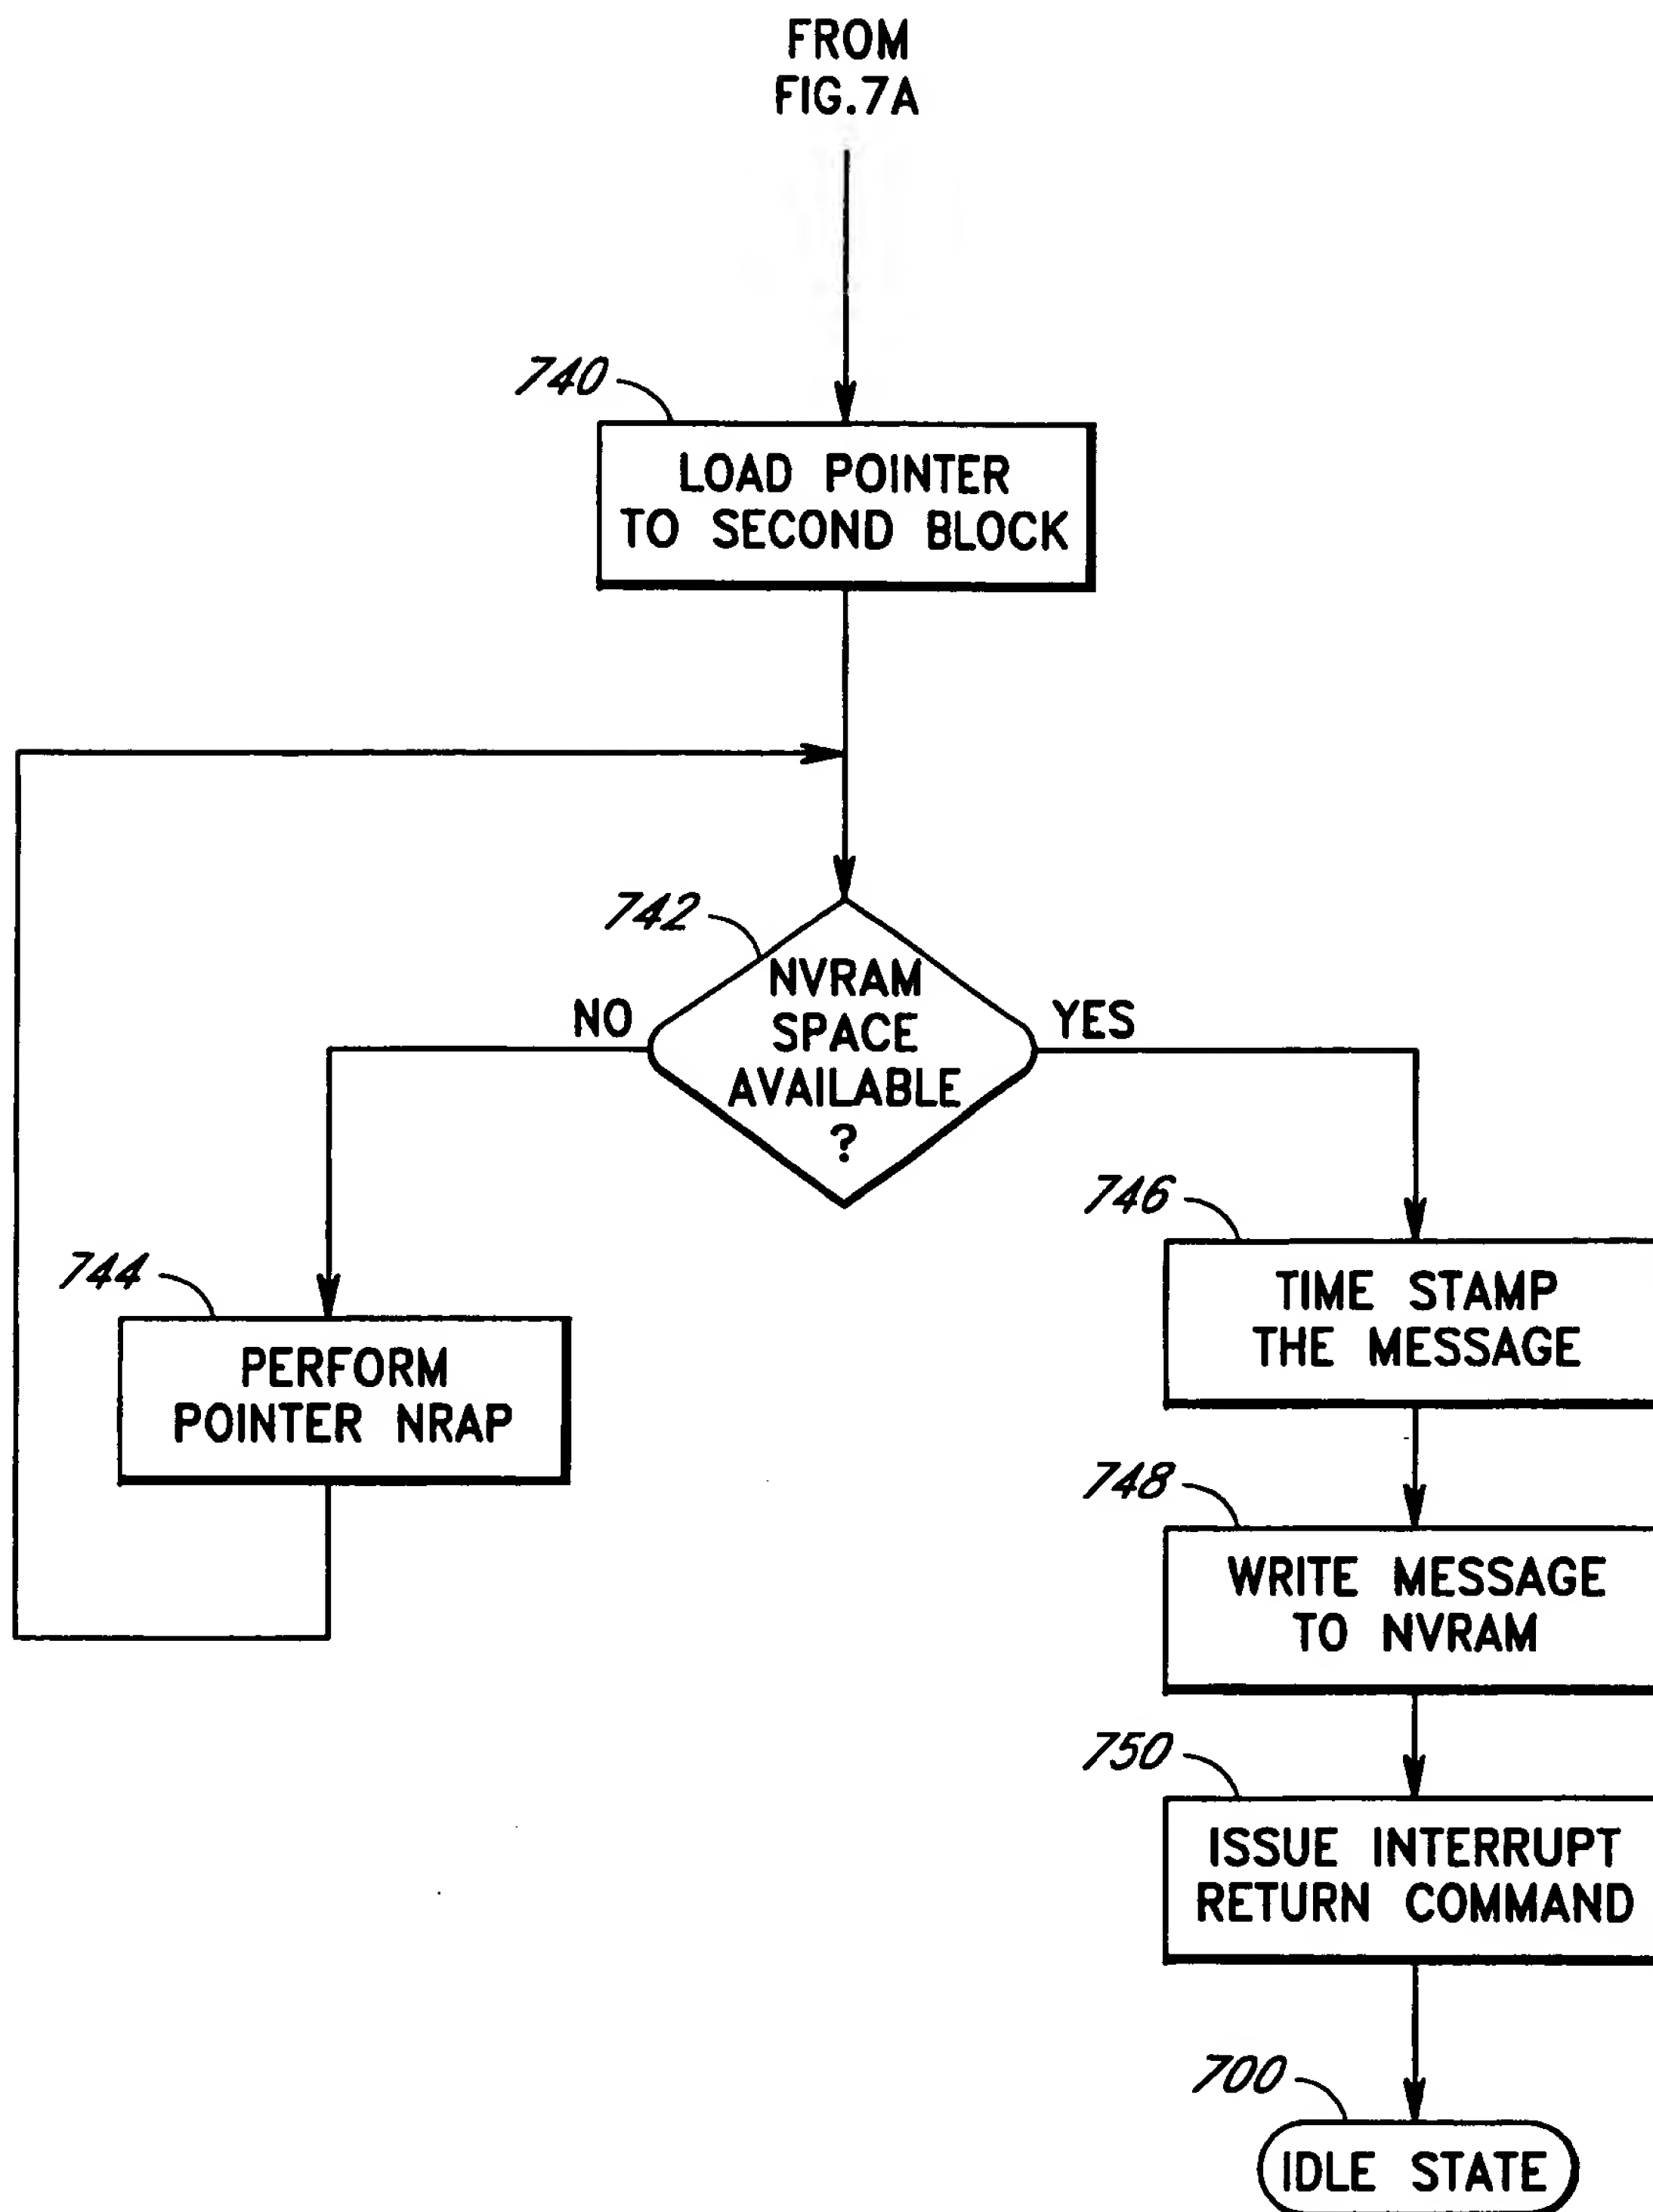 FROM
FIG.7A
740
LOAD POINTER
TO SECOND BLOCK
742
NVRAM
SPACE
AVAILABLE
?
NO
YES
744
PERFORM
POINTER NRAP
746
TIME STAMP
THE MESSAGE
748
WRITE MESSAGE
TO NVRAM
750
ISSUE INTERRUPT
RETURN COMMAND
700
IDLE STATE